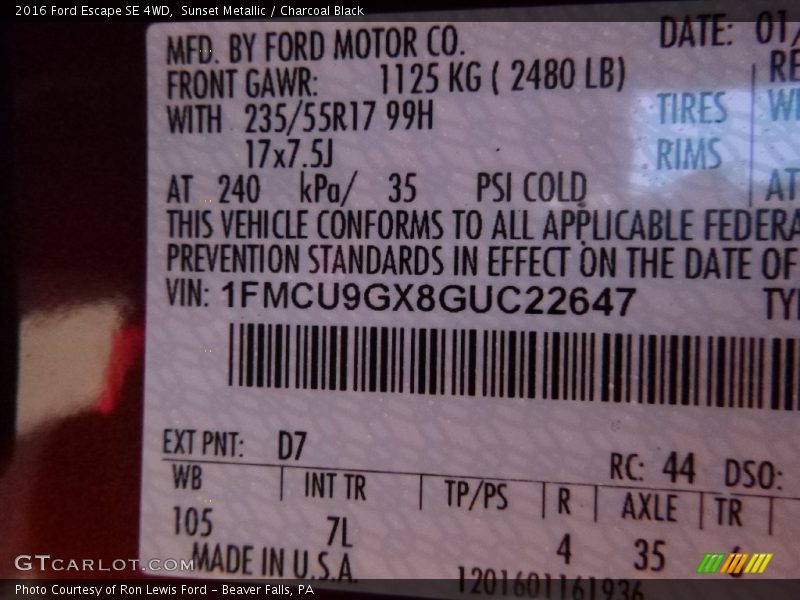 2016 Ford Escape SE 4WD, Sunset Metallic / Charcoal Black
MFD. BY FORD MOTOR CO.
DATE: 01/
FRONT GAWR: 1125 KG ( 2480 LB)
RE
WITH 235/55R17 99H
TIRES
WI
17x7.5J
RIMS
AT 240 kPa/ 35 PSI COLD
AT
THIS VEHICLE CONFORMS TO ALL APPLICABLE FEDERA
PREVENTION STANDARDS IN EFFECT ON THE DATE OF
VIN: 1FMCU9GX8GUC22647
TYP
EXT PNT: D7
RC: 44 DSO:
WB INT TR TP/PS R AXLE TR
105 7L 4 35
MADE IN U.S.A.
1201601161936
GTCARLOT.COM
Photo Courtesy of Ron Lewis Ford - Beaver Falls, PA